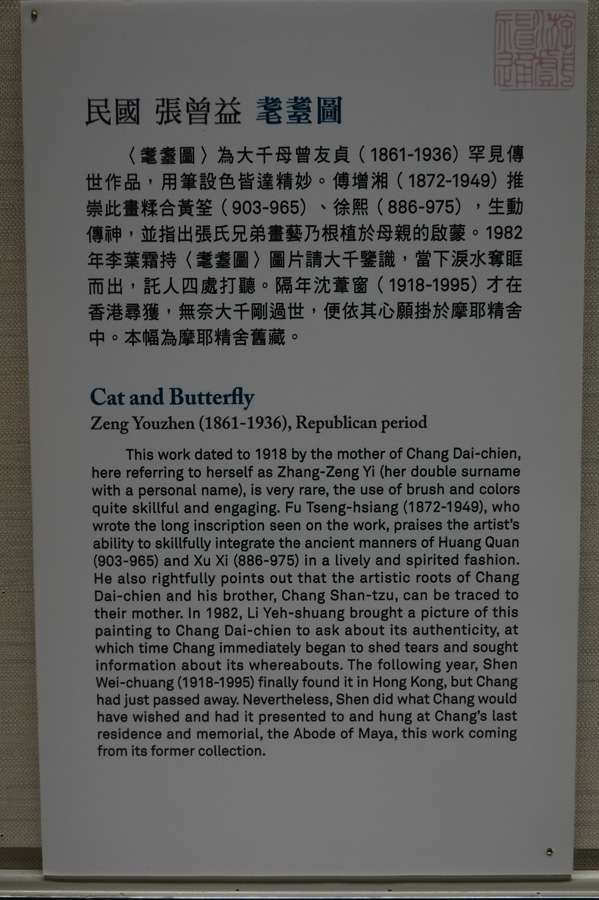 民國 張曾益 耄耋圖
〈耄耋圖〉為大千母曾友貞（1861-1936）罕見傳
世作品，用筆設色皆達精妙。傅增湘（1872-1949）推
崇此畫糅合黃筌（903-965）、徐熙（886-975），生動
傳神，並指出張氏兄弟畫藝乃根植於母親的啟蒙。1982
年李葉霜持〈耄耋圖〉圖片請大千鑒識，當下淚水奪眶
而出，託人四處打聽。隔年沈葦窗（1918-1995）才在
香港尋獲，無奈大千剛過世，便依其心願掛於摩耶精舍
中。本幅為摩耶精舍舊藏。
Cat and Butterfly
Zeng Youzhen (1861-1936), Republican period
This work dated to 1918 by the mother of Chang Dai-chien,
here referring to herself as Zhang-Zeng Yi (her double surname
with a personal name), is very rare, the use of brush and colors
quite skillful and engaging. Fu Tseng-hsiang (1872-1949), who
wrote the long inscription seen on the work, praises the artist's
ability to skillfully integrate the ancient manners of Huang Quan
(903-965) and Xu Xi (886-975) in a lively and spirited fashion.
He also rightfully points out that the artistic roots of Chang
Dai-chien and his brother, Chang Shan-tzu, can be traced to
their mother. In 1982, Li Yeh-shuang brought a picture of this
painting to Chang Dai-chien to ask about its authenticity, at
which time Chang immediately began to shed tears and sought
information about its whereabouts. The following year, Shen
Wei-chuang (1918-1995) finally found it in Hong Kong, but Chang
had just passed away. Nevertheless, Shen did what Chang would
have wished and had it presented to and hung at Chang's last
residence and memorial, the Abode of Maya, this work coming
from its former collection.